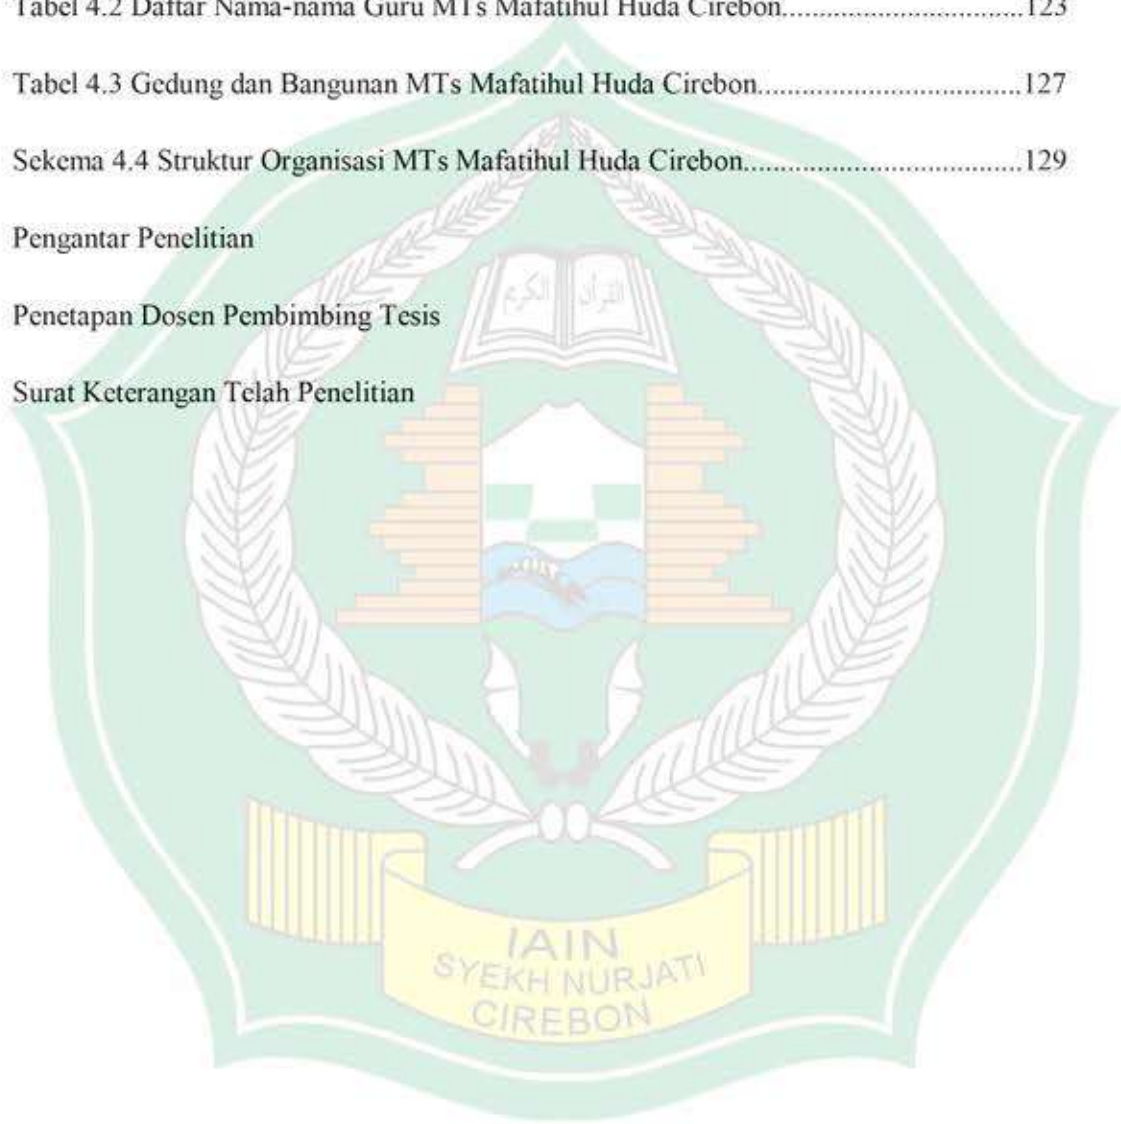 Tabel 4.2 Daftar Nama-nama Guru MTs Mafatihul Huda Cirebon................................123
Tabel 4.3 Gedung dan Bangunan MTs Mafatihul Huda Cirebon...................................127
Sekema 4.4 Struktur Organisasi MTs Mafatihul Huda Cirebon.....................................129
Pengantar Penelitian
القرآن الكريم
Penetapan Dosen Pembimbing Tesis
Surat Keterangan Telah Penelitian
IAIN
SYEKH NURJATI
CIREBON